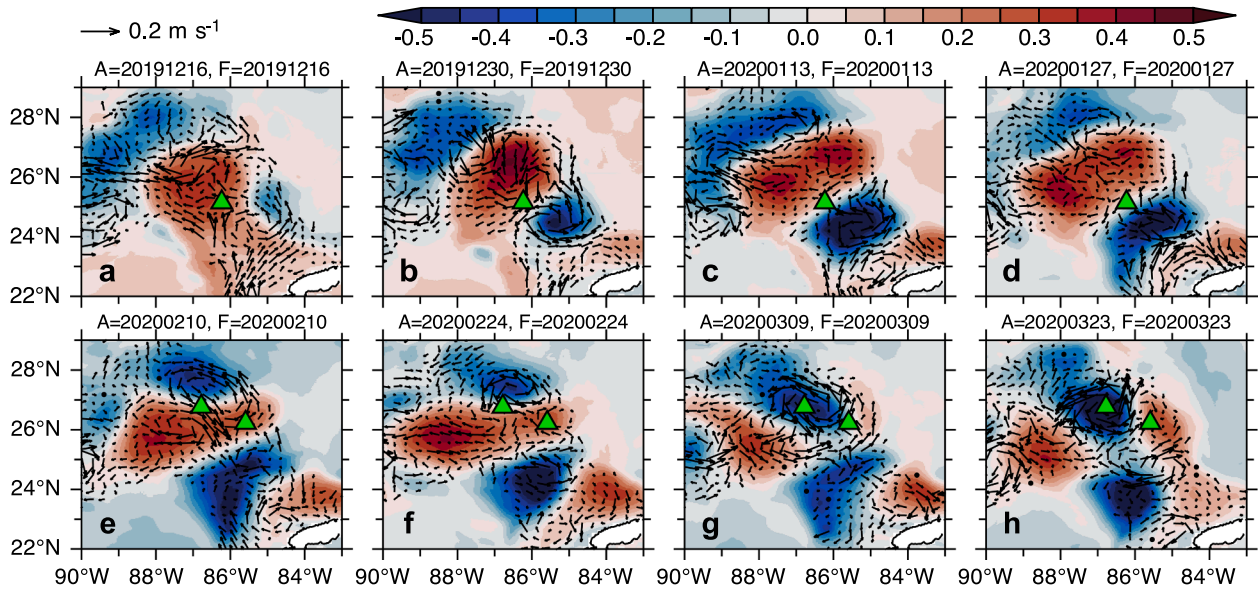 0.2 m s-1
-0.5 -0.4 -0.3 -0.2 -0.1 0.0 0.1 0.2 0.3 0.4 0.5
A=20191216, F=20191216 A=20191230, F=20191230 A=20200113, F=20200113 A=20200127, F=20200127
28°N
26°N
24°N
a b c d
22°N
A=20200210, F=20200210 A=20200224, F=20200224 A=20200309, F=20200309 A=20200323, F=20200323
28°N
26°N
24°N
e f g h
22°N
90°W 88°W 86°W 84°W 90°W 88°W 86°W 84°W 90°W 88°W 86°W 84°W 90°W 88°W 86°W 84°W